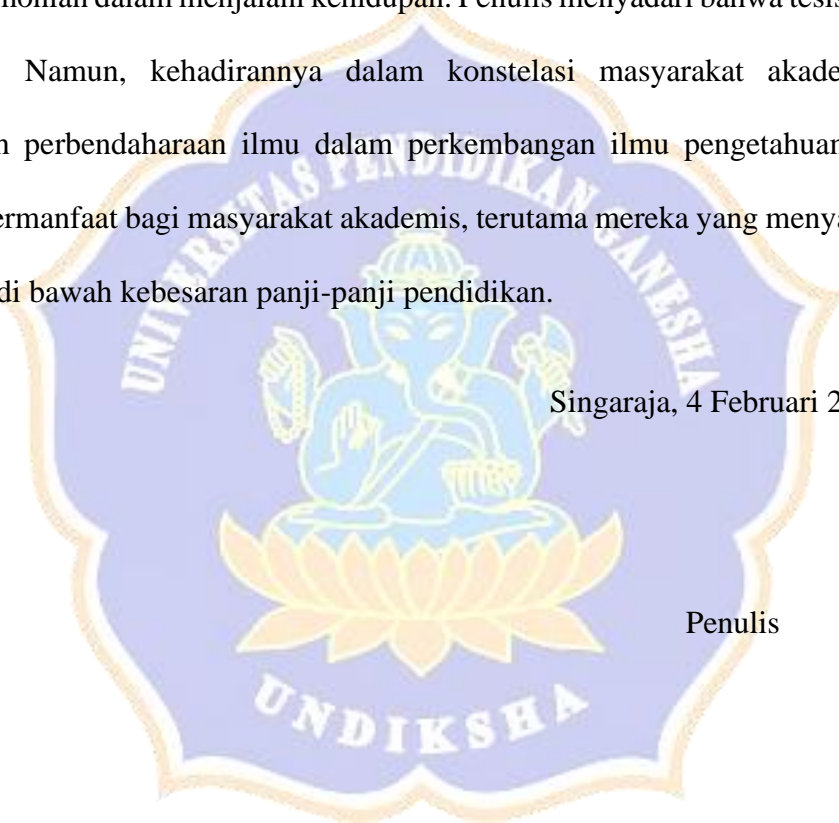 dalam menjalani kehidupan. Penulis menyadari bahwa tesis
Namun, kehadirannya dalam konstelasi masyarakat akade
perbendaharaan ilmu dalam perkembangan ilmu pengetahuan
ermanfaat bagi masyarakat akademis, terutama mereka yang menya
di bawah kebesaran panji-panji pendidikan.
UNIVERSITAS PENDIDIKAN GANESHA
Singaraja, 4 Februari 2
Penulis
UNDIKSHA